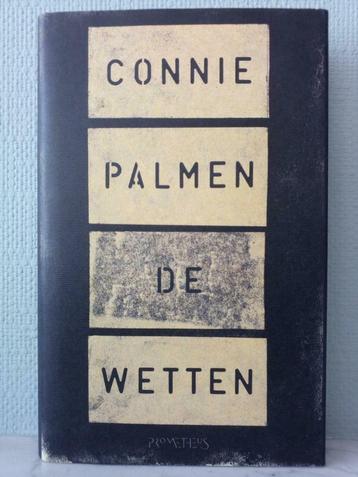 CONNIE
PALMEN
DE
WETTEN
PROMETHEUS